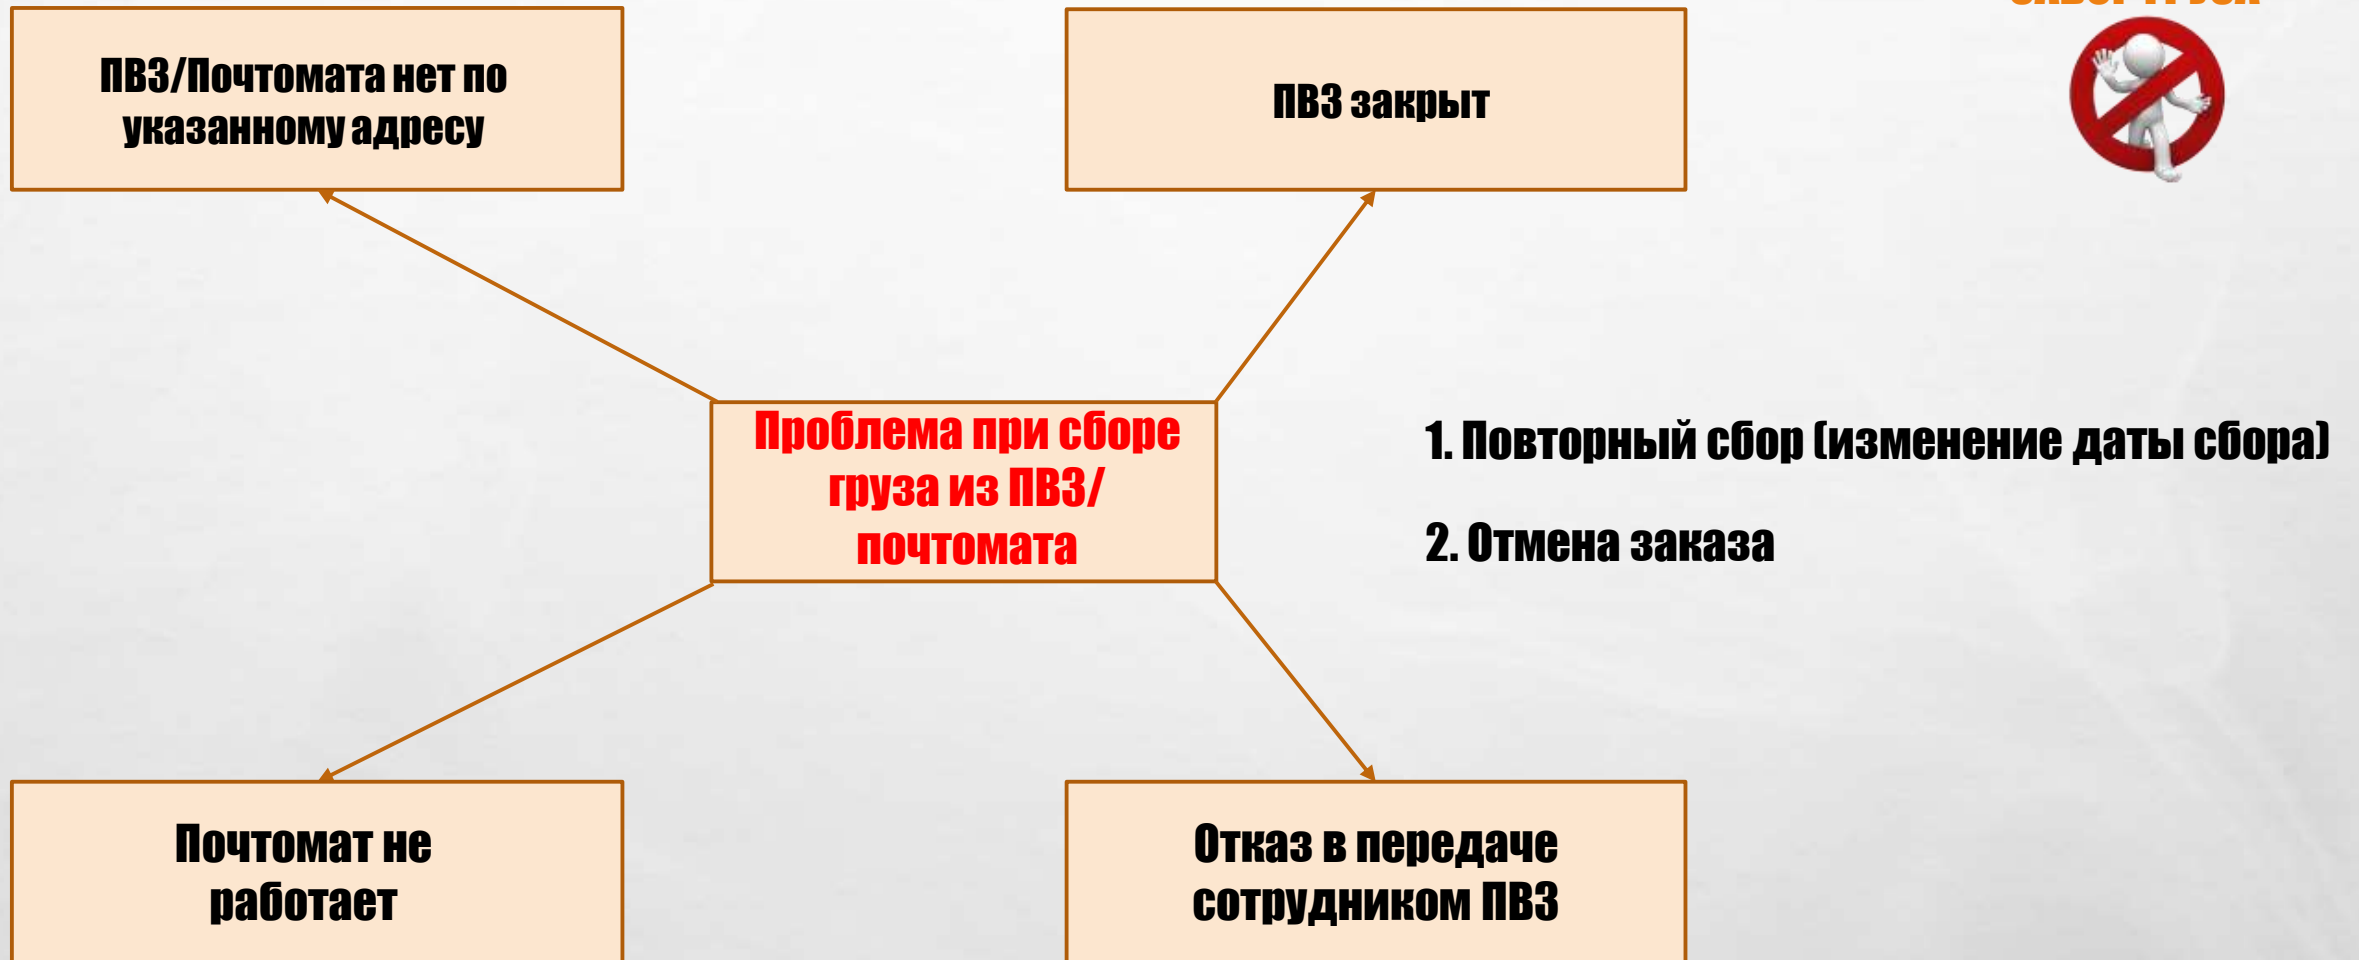 ПВЗ/Почтомата нет по
указанному адресу
ПВЗ закрыт
Проблема при сборе
груза из ПВЗ/
почтомата
1. Повторный сбор (изменение даты сбора)
2. Отмена заказа
Почтомат не
работает
Отказ в передаче
сотрудником ПВЗ